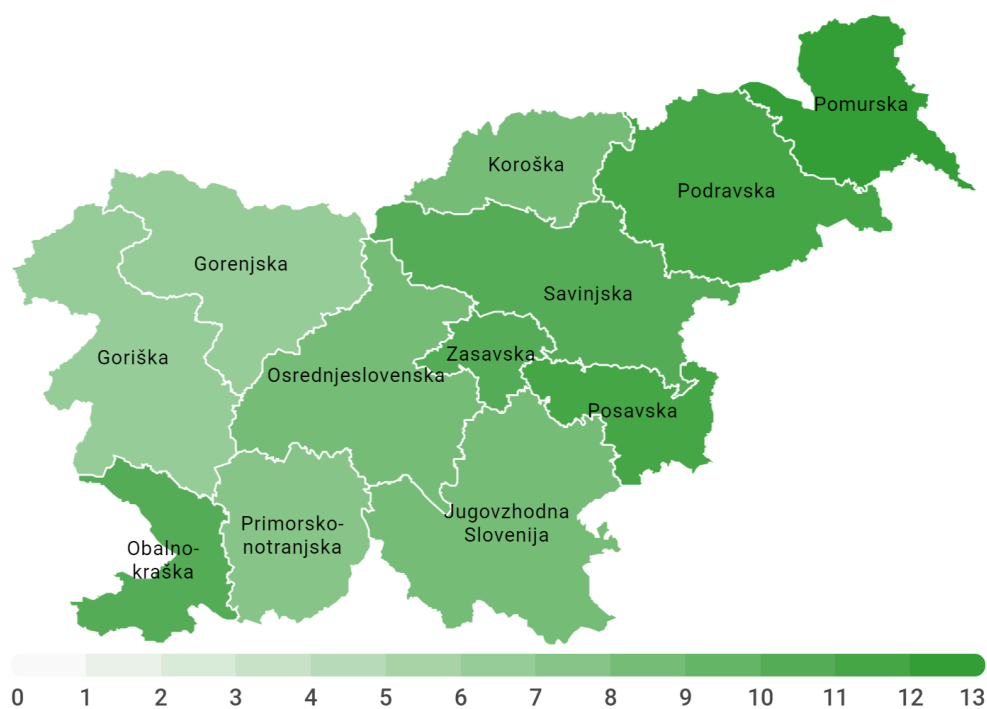 Pomurska
Koroška
Podravska
Gorenjska
Savinjska
Goriška
Zasavska
Osrednjeslovenska
Posavska
Jugovzhodna
Slovenija
Primorsko-
notranjska
Obalno-
kraška
0 1 2 3 4 5 6 7 8 9 10 11 12 13